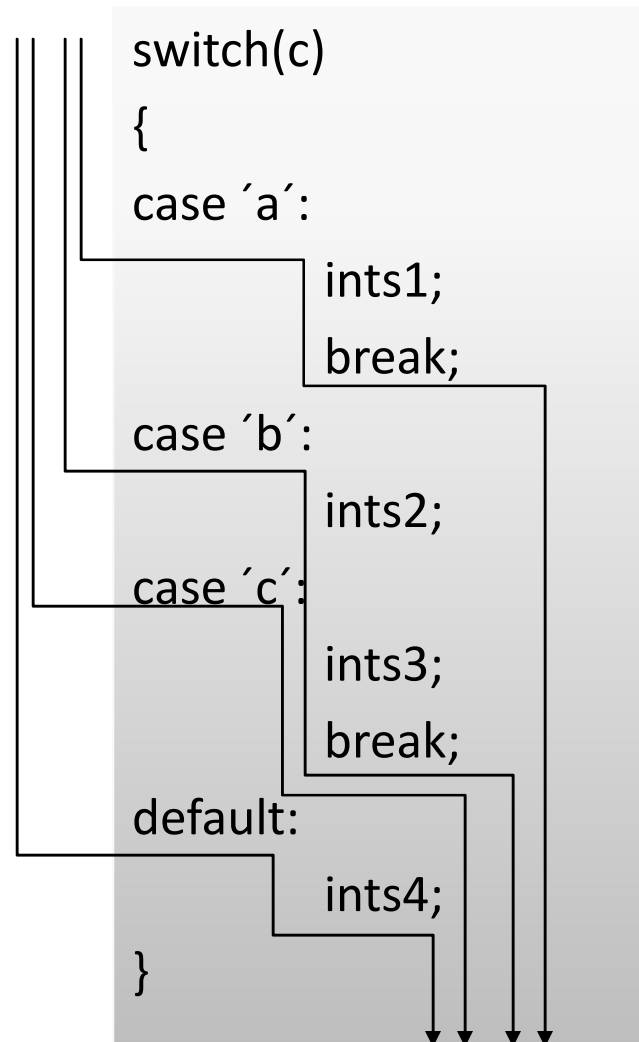 switch(c)
{
case ´a´:
ints1;
break;
case ´b´:
ints2;
case ´c´:
ints3;
break;
default:
ints4;
}